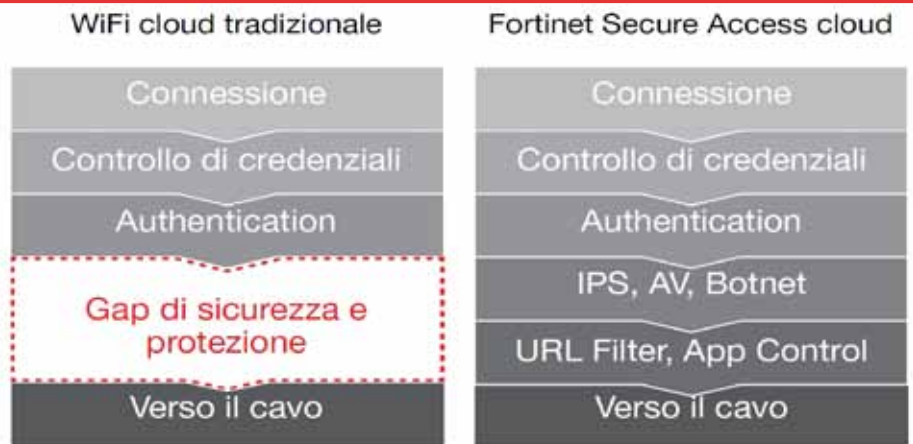 WiFi cloud tradizionale
Connessione
Controllo di credenziali
Authentication
Gap di sicurezza e
protezione
Verso il cavo
Fortinet Secure Access cloud
Connessione
Controllo di credenziali
Authentication
IPS, AV, Botnet
URL Filter, App Control
Verso il cavo